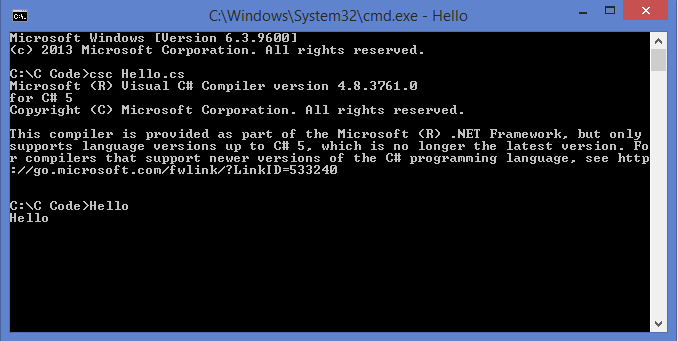 C:\Windows\System32\cmd.exe - Hello
Microsoft Windows [Version 6.3.9600]
(c) 2013 Microsoft Corporation. All rights reserved.
C:\C Code>csc Hello.cs
Microsoft (R) Visual C# Compiler version 4.8.3761.0
for C# 5
Copyright (C) Microsoft Corporation. All rights reserved.
This compiler is provided as part of the Microsoft (R) .NET Framework, but only
supports language versions up to C# 5, which is no longer the latest version. Fo
r compilers that support newer versions of the C# programming language, see http
://go.microsoft.com/fwlink/?LinkID=533240
C:\C Code>Hello
Hello